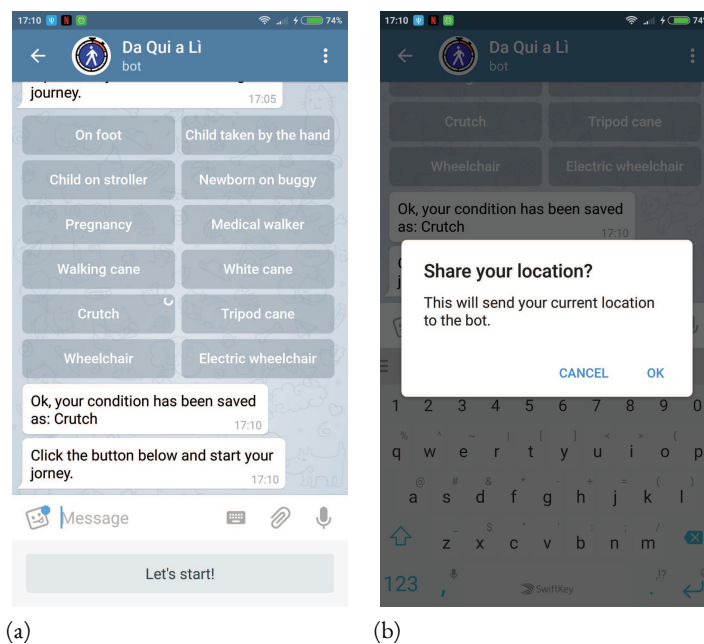 17:10 74%
Da Qui a Lì
bot
journey.
17:05
On foot Child taken by the hand
Child on stroller Newborn on buggy
Pregnancy Medical walker
Walking cane White cane
Crutch Tripod cane
Wheelchair Electric wheelchair
Ok, your condition has been saved
as: Crutch
17:10
Click the button below and start your
jorney.
17:10
Message
Let's start!
(a)
17:10 74%
Da Qui a Lì
bot
Crutch Tripod cane
Wheelchair Electric wheelchair
Ok, your condition has been saved
as: Crutch
17:10
Share your location?
This will send your current location
to the bot.
CANCEL OK
1 2 3 4 5 6 7 8 9 0
% ^ ~ | [ ] < > {
q w e r t y u i o p
@ # & * - + = ( )
a s d f g h j k l
_ $ " ' : ; /
z x c v b n m
123 , SwiftKey . ,!?
(b)